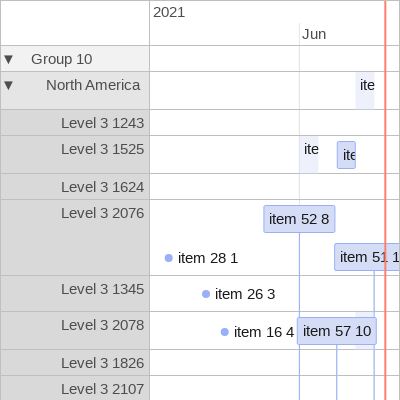 2021
Jun
▼ Group 10
▼ North America
ite
Level 3 1243
Level 3 1525
ite
ite
Level 3 1624
Level 3 2076
item 52 8
item 28 1
item 51 1
Level 3 1345
item 26 3
Level 3 2078
item 16 4
item 57 10
Level 3 1826
Level 3 2107